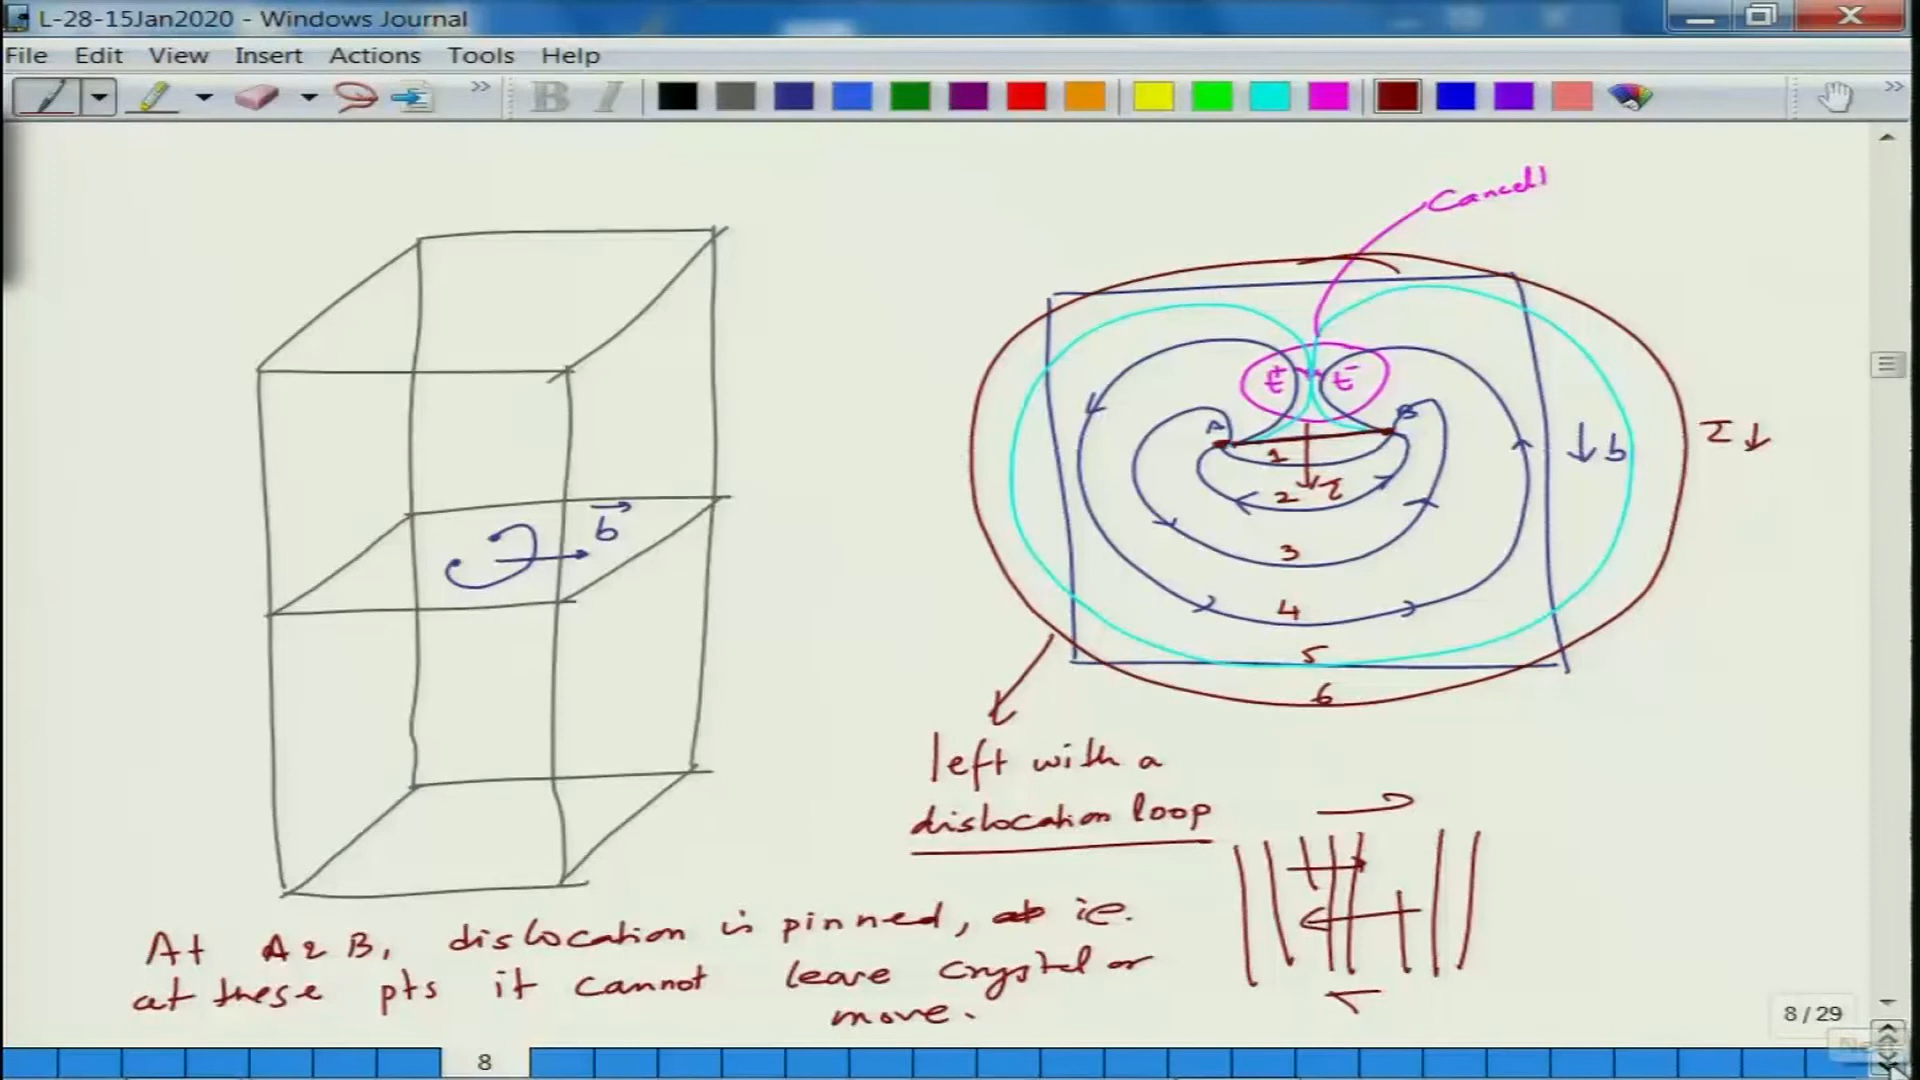 L-28-15Jan2020 - Windows Journal
File Edit View Insert Actions Tools Help
B I
Cancel
t+ t-
A B
1
2 τ
3
4
5
6
↓ b
τ ↓
b
left with a
dislocation loop
At A & B, dislocation is pinned, ie.
at these pts it cannot leave crystal or
move.
8 / 29
8